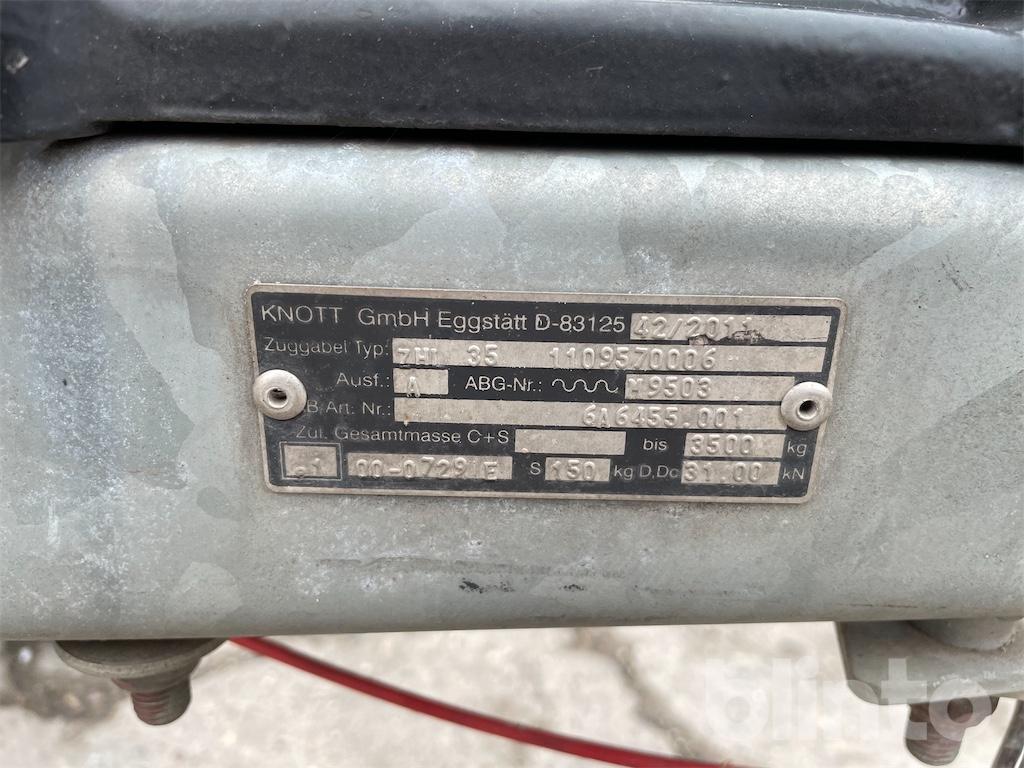 KNOTT GmbH Eggstätt D-83125 42/2011
Zuggabel Typ: ZHL 35 1109570006
Ausf.: A ABG-Nr.: M9503
Art. Nr.: 6A6455.001
Zul. Gesamtmasse C+S bis 3500 kg
e1 00-0729 E S 150 kg D,Dc 31.00 kN
blinto™